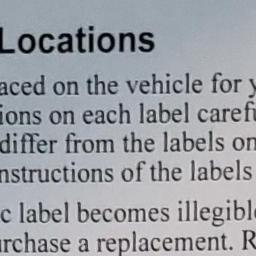 Locations
aced on the vehicle for y
ions on each label carefu
differ from the labels on
nstructions of the labels
c label becomes illegible
urchase a replacement. R